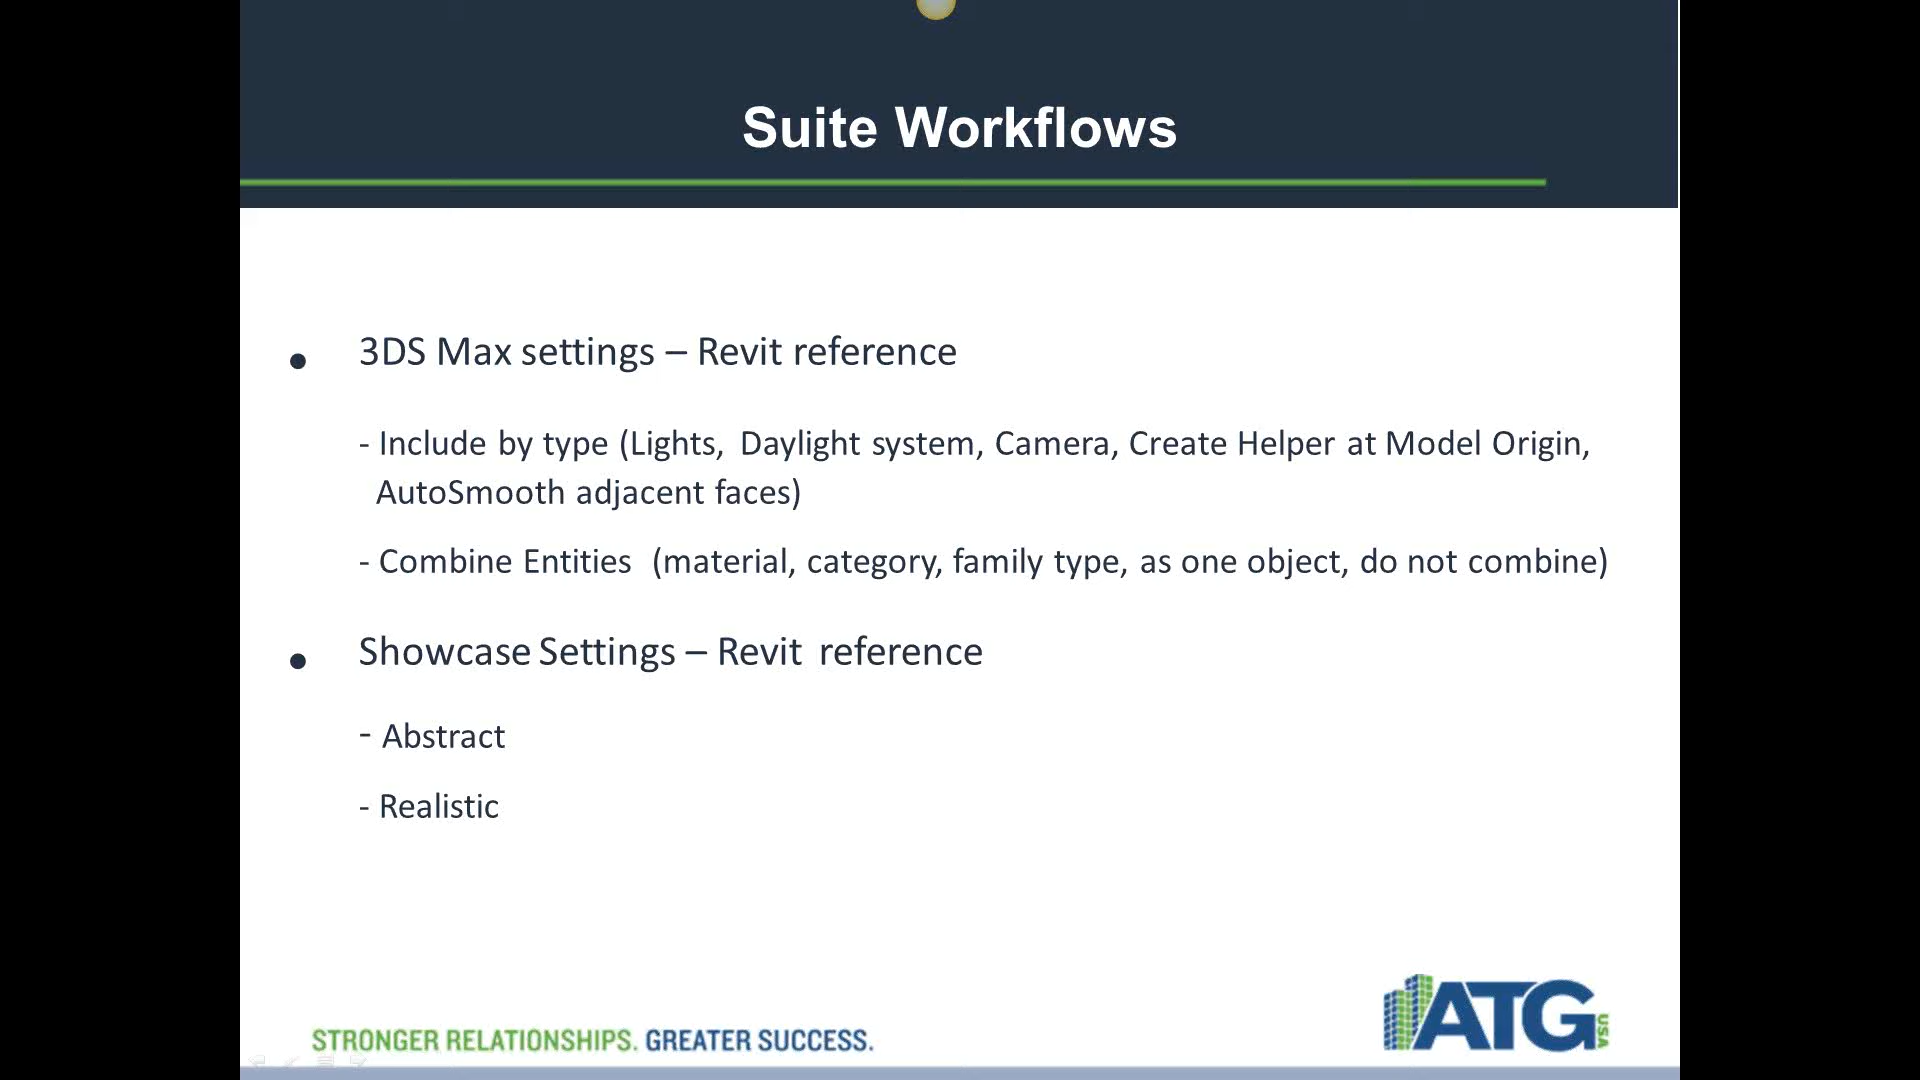 Suite Workflows
• 3DS Max settings – Revit reference
- Include by type (Lights, Daylight system, Camera, Create Helper at Model Origin,
AutoSmooth adjacent faces)
- Combine Entities (material, category, family type, as one object, do not combine)
• Showcase Settings – Revit reference
- Abstract
- Realistic
STRONGER RELATIONSHIPS. GREATER SUCCESS.
ATG USA